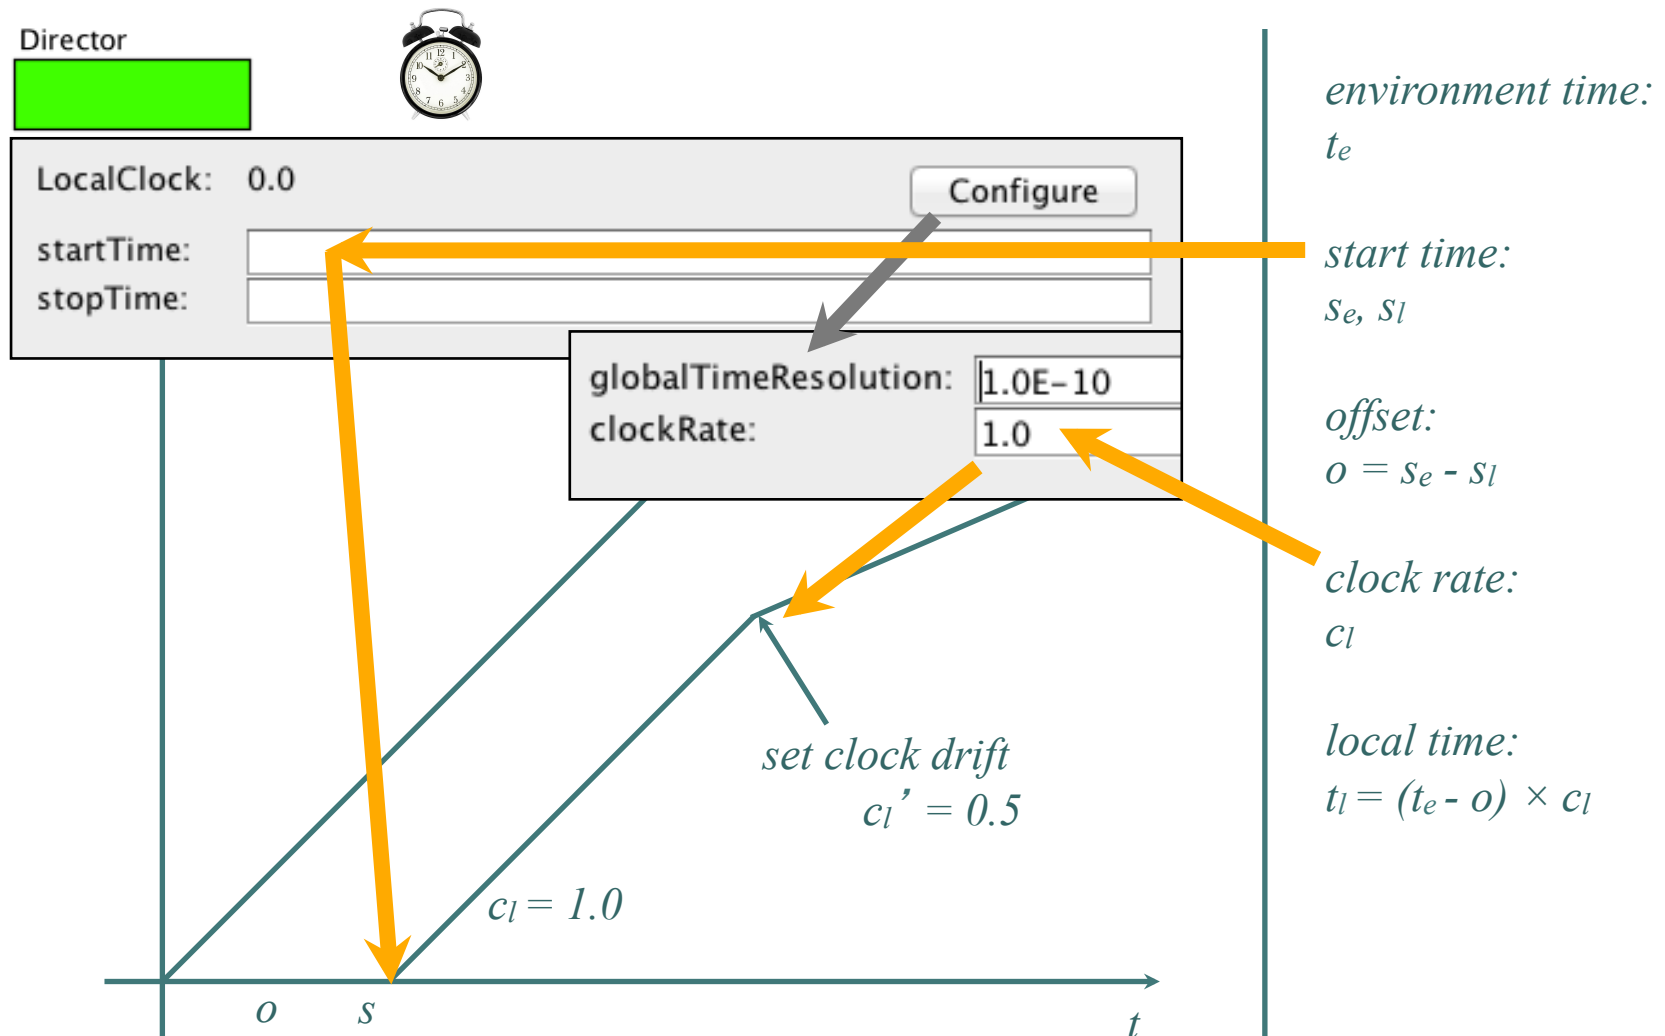 Director
LocalClock: 0.0
Configure
startTime:
stopTime:
globalTimeResolution: 1.0E-10
clockRate: 1.0
set clock drift
cl’ = 0.5
cl = 1.0
o s t
environment time:
te
start time:
se, sl
offset:
o = se - sl
clock rate:
cl
local time:
tl = (te - o) × cl